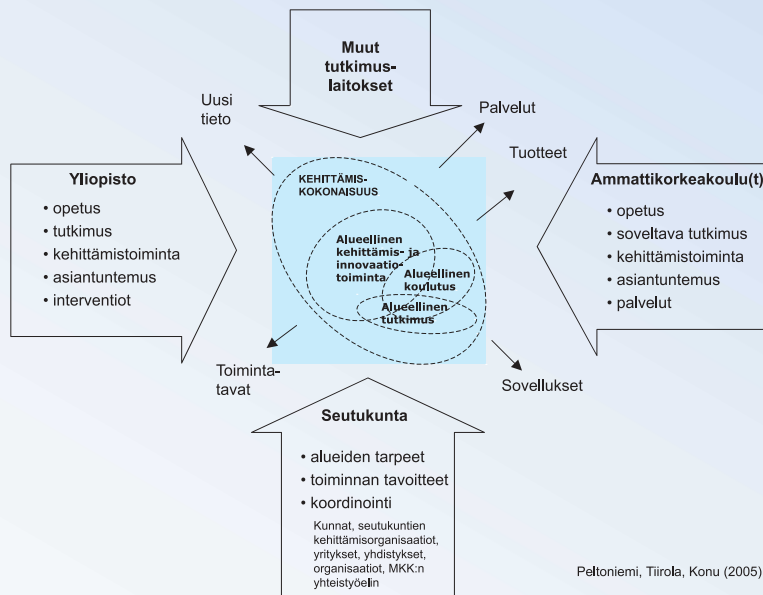 Muut
tutkimus-
laitokset
Uusi
tieto
Palvelut
Tuotteet
Yliopisto
• opetus
• tutkimus
• kehittämistoiminta
• asiantuntemus
• interventiot
KEHITTÄMIS-
KOKONAISUUS
Alueellinen
kehittämis- ja
innovaatio-
toiminta
Alueellinen
koulutus
Alueellinen
tutkimus
Ammattikorkeakoulu(t)
• opetus
• soveltava tutkimus
• kehittämistoiminta
• asiantuntemus
• palvelut
Toiminta-
tavat
Sovellukset
Seutukunta
• alueiden tarpeet
• toiminnan tavoitteet
• koordinointi
Kunnat, seutukuntien
kehittämisorganisaatiot,
yritykset, yhdistykset,
organisaatiot, MKK:n
yhteistyöelin
Peltoniemi, Tiirola, Konu (2005)